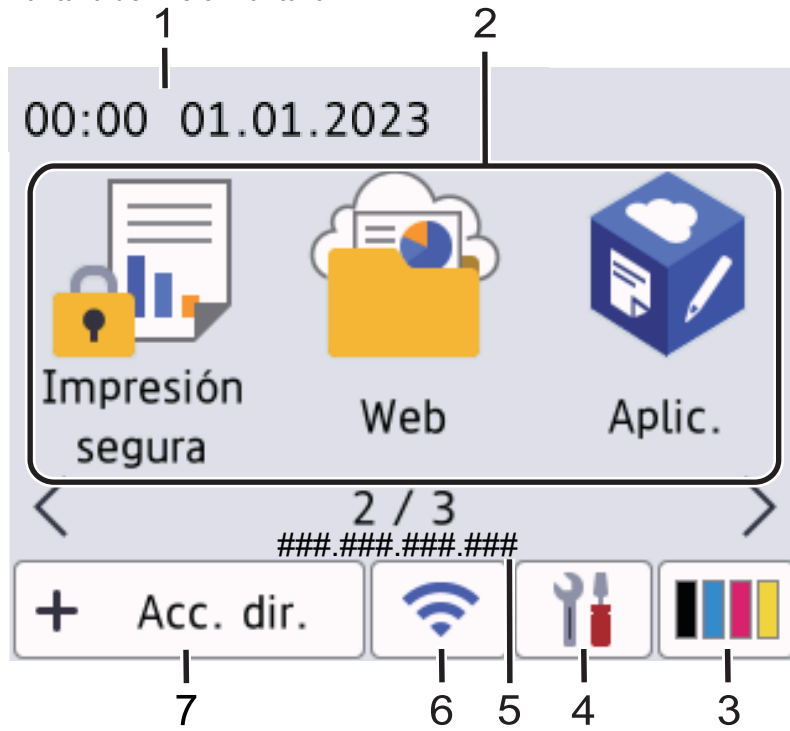 1 2
00:00 01.01.2023
Impresión
segura
Web
Aplic.
< 2 / 3 >
###.###.###.###
+ Acc. dir.
7 6 5 4 3